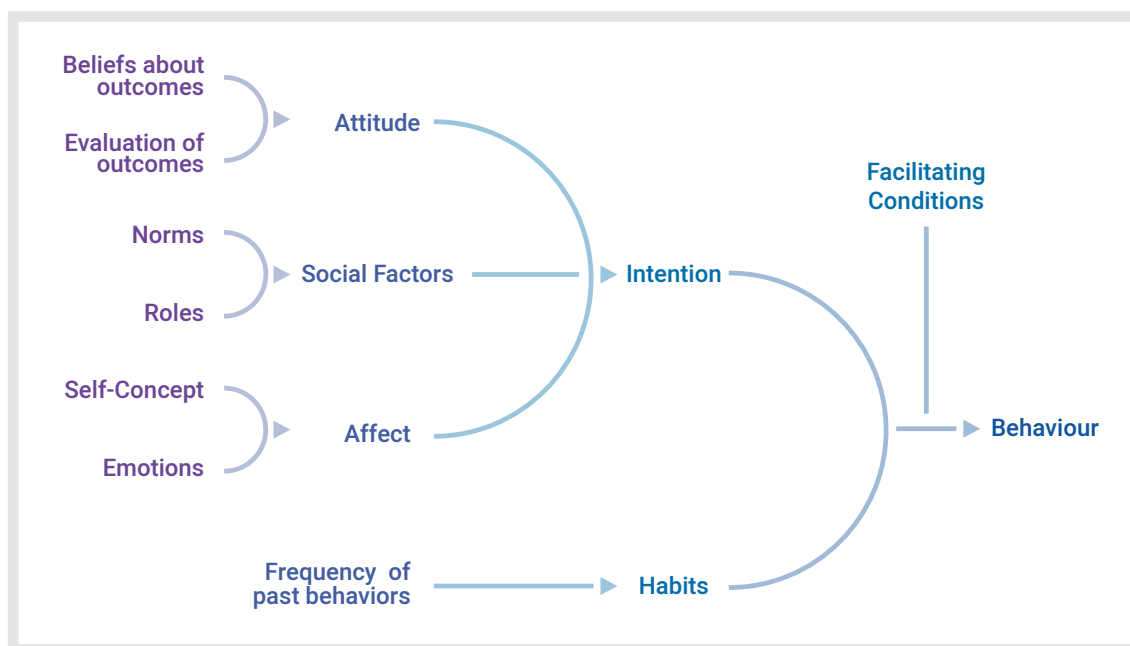 Beliefs about
outcomes
Evaluation of
outcomes
Attitude
Norms
Roles
Social Factors
Self-Concept
Emotions
Affect
Frequency of
past behaviors
Intention
Habits
Facilitating
Conditions
Behaviour